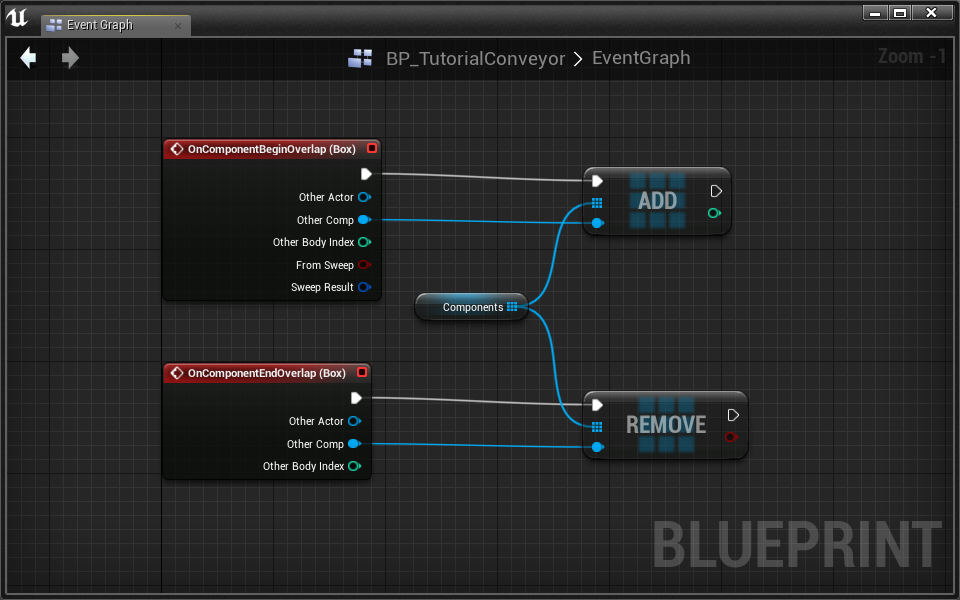 Event Graph
BP_TutorialConveyor > EventGraph
Zoom -1
OnComponentBeginOverlap (Box)
Other Actor
Other Comp
Other Body Index
From Sweep
Sweep Result
ADD
Components
OnComponentEndOverlap (Box)
Other Actor
Other Comp
Other Body Index
REMOVE
BLUEPRINT